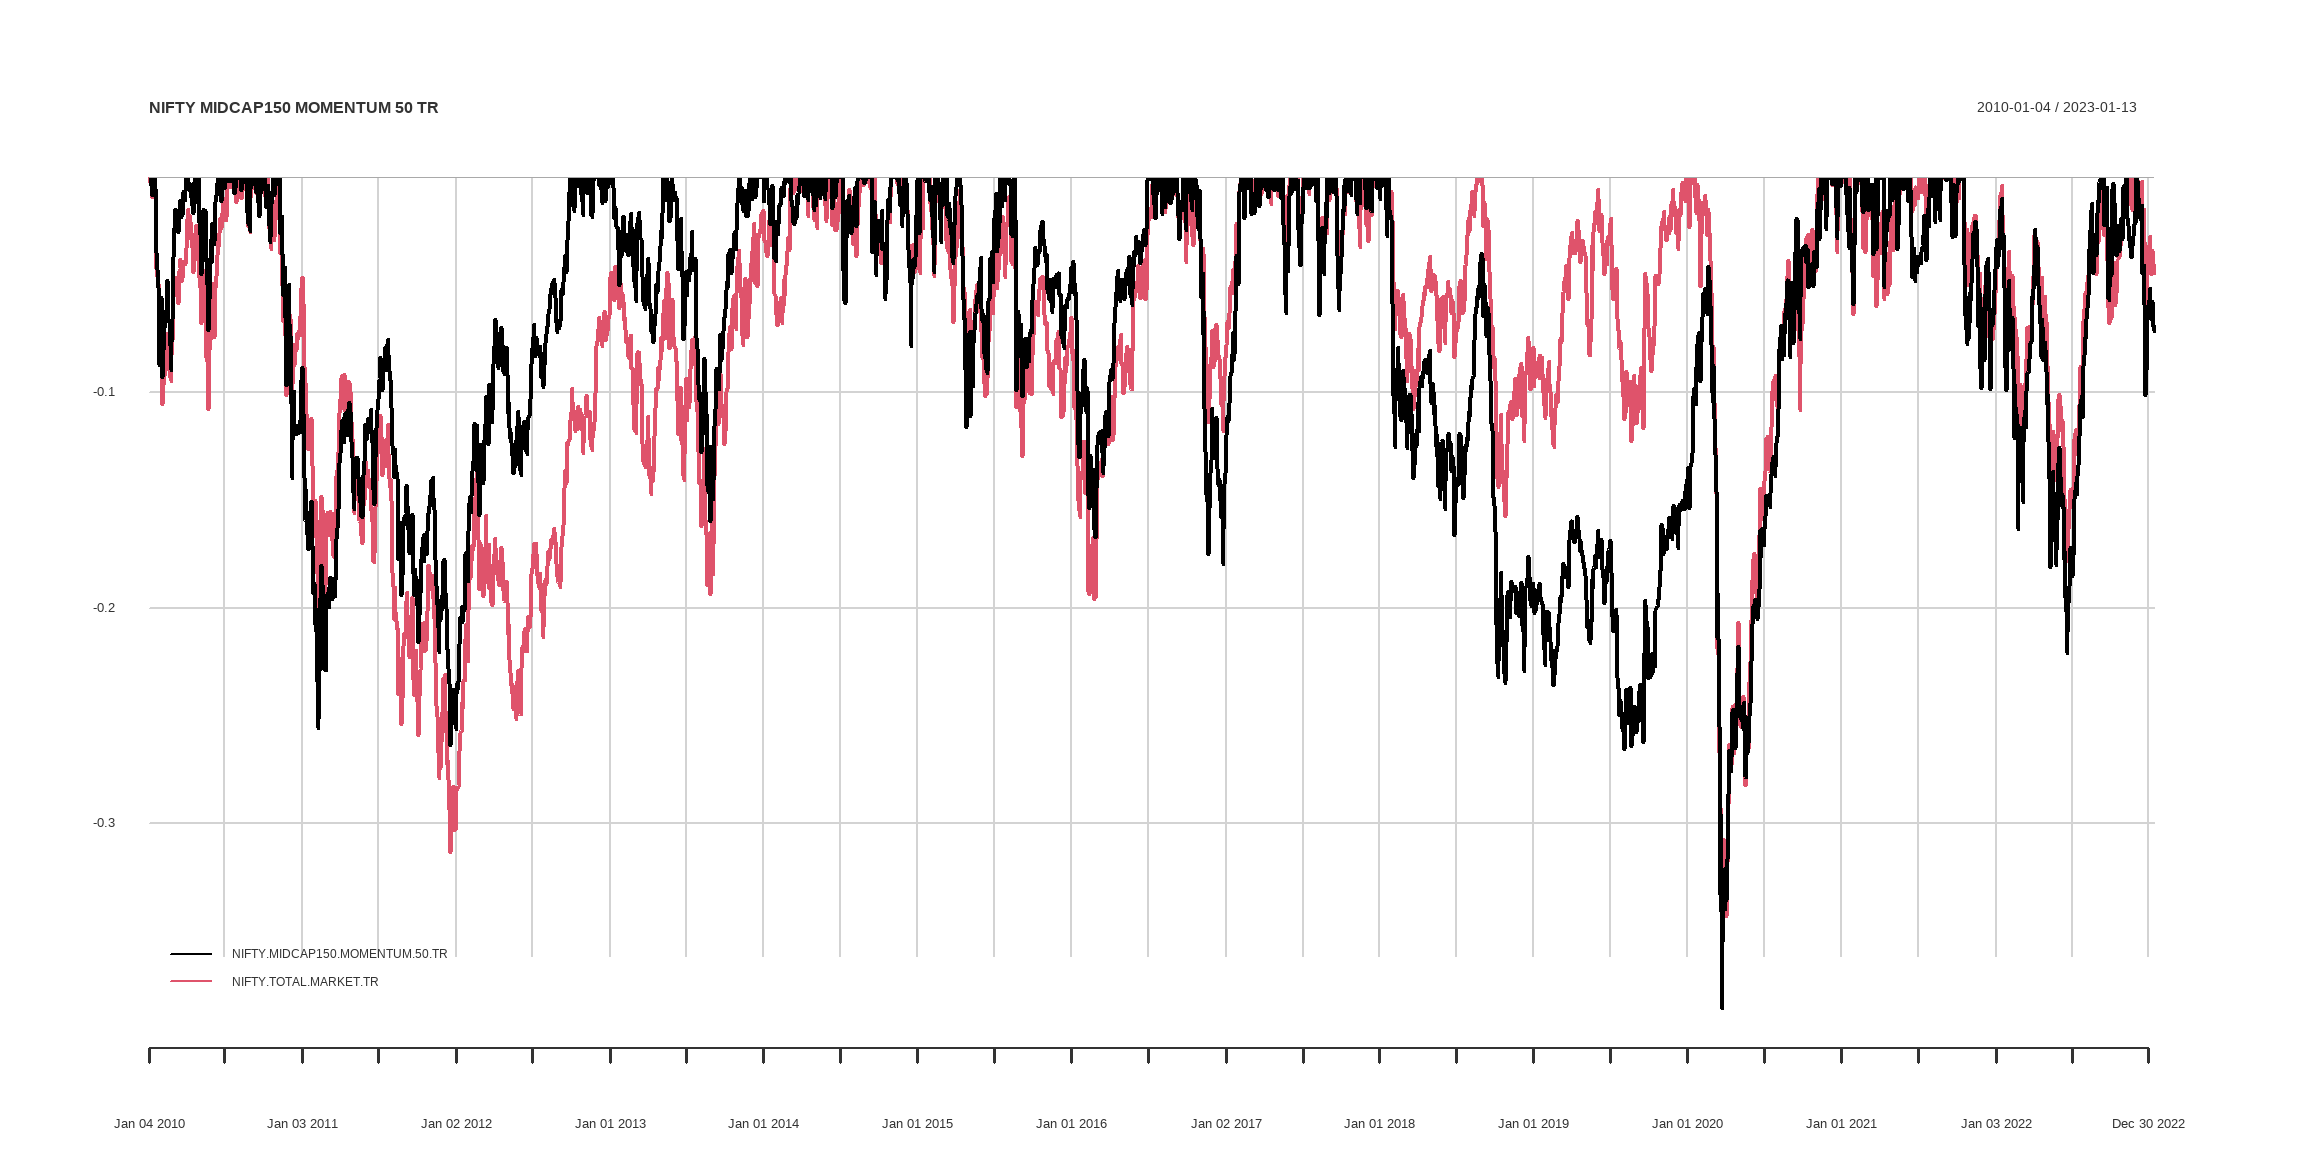 NIFTY MIDCAP150 MOMENTUM 50 TR
2010-01-04 / 2023-01-13
-0.1
-0.2
-0.3
NIFTY.MIDCAP150.MOMENTUM.50.TR
NIFTY.TOTAL.MARKET.TR
Jan 04 2010 Jan 03 2011 Jan 02 2012 Jan 01 2013 Jan 01 2014 Jan 01 2015 Jan 01 2016 Jan 02 2017 Jan 01 2018 Jan 01 2019 Jan 01 2020 Jan 01 2021 Jan 03 2022 Dec 30 2022